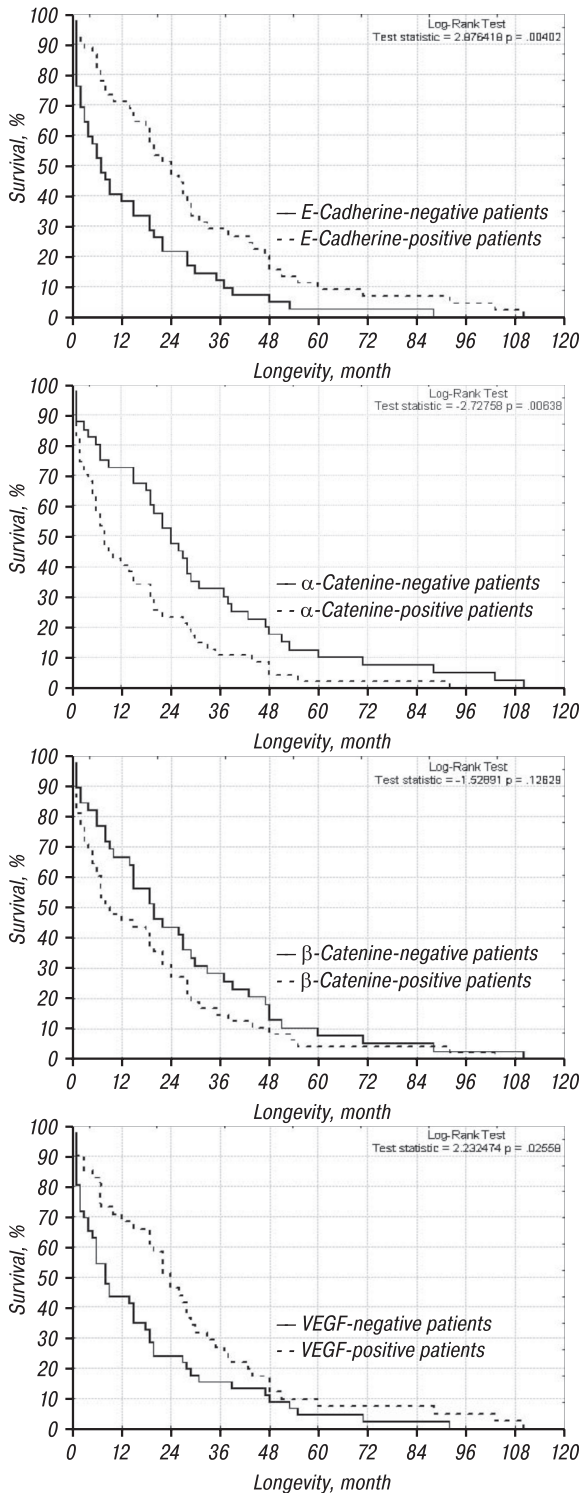 Log-Rank Test
Test statistic = 2.876418 p = .00402
100
90
80
70
60
50
40
30
20
10
0
Survival, %
E-Cadherine-negative patients
E-Cadherine-positive patients
0 12 24 36 48 60 72 84 96 108 120
Longevity, month
Log-Rank Test
Test statistic = -2.72758 p = .00638
100
90
80
70
60
50
40
30
20
10
0
Survival, %
α-Catenine-negative patients
α-Catenine-positive patients
0 12 24 36 48 60 72 84 96 108 120
Longevity, month
Log-Rank Test
Test statistic = -1.52891 p = .12629
100
90
80
70
60
50
40
30
20
10
0
Survival, %
β-Catenine-negative patients
β-Catenine-positive patients
0 12 24 36 48 60 72 84 96 108 120
Longevity, month
Log-Rank Test
Test statistic = 2.232474 p = .02558
100
90
80
70
60
50
40
30
20
10
0
Survival, %
VEGF-negative patients
VEGF-positive patients
0 12 24 36 48 60 72 84 96 108 120
Longevity, month